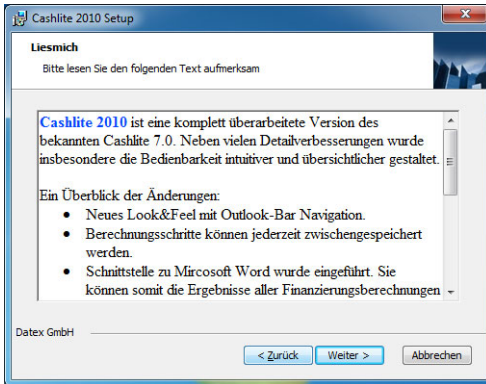 Cashlite 2010 Setup
Liesmich
Bitte lesen Sie den folgenden Text aufmerksam
Cashlite 2010 ist eine komplett überarbeitete Version des
bekannten Cashlite 7.0. Neben vielen Detailverbesserungen wurde
insbesondere die Bedienbarkeit intuitiver und übersichtlicher gestaltet.
Ein Überblick der Änderungen:
• Neues Look&Feel mit Outlook-Bar Navigation.
• Berechnungsschritte können jederzeit zwischengespeichert
werden.
• Schnittstelle zu Mircosoft Word wurde eingeführt. Sie
können somit die Ergebnisse aller Finanzierungsberechnungen
Datex GmbH
< Zurück Weiter > Abbrechen